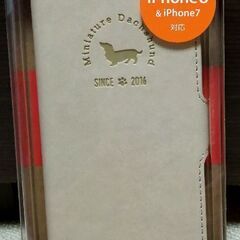 iPhone8
& iPhone7
対応
Miniature Dachshund
SINCE 2016